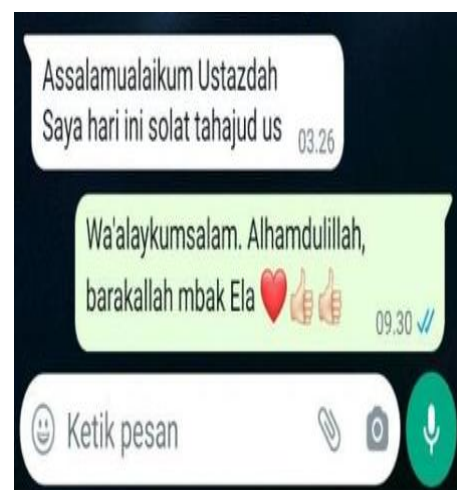 Assalamualaikum Ustazdah
Saya hari ini solat tahajud us
03.26
Wa'alaykumsalam. Alhamdulillah,
barakallah mbak Ela ❤️👍🏻👍🏻
09.30
Ketik pesan